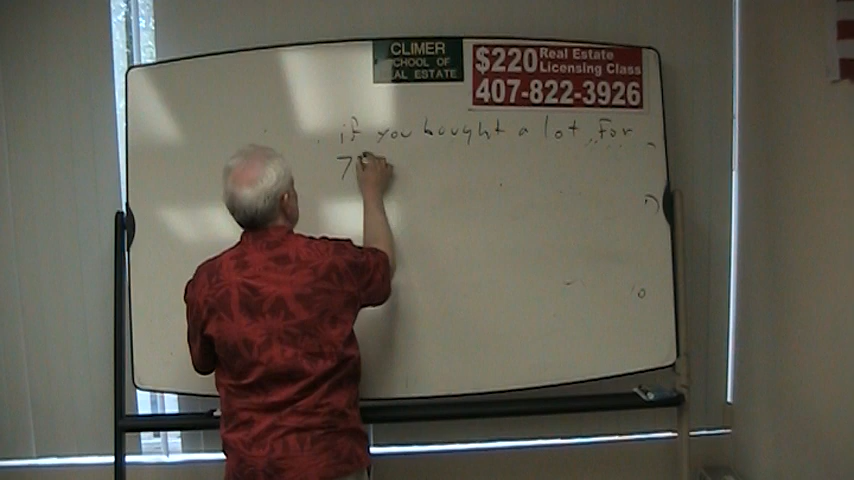 CLIMER
SCHOOL OF
REAL ESTATE
$220 Real Estate
Licensing Class
407-822-3926
if you bought a lot for
7